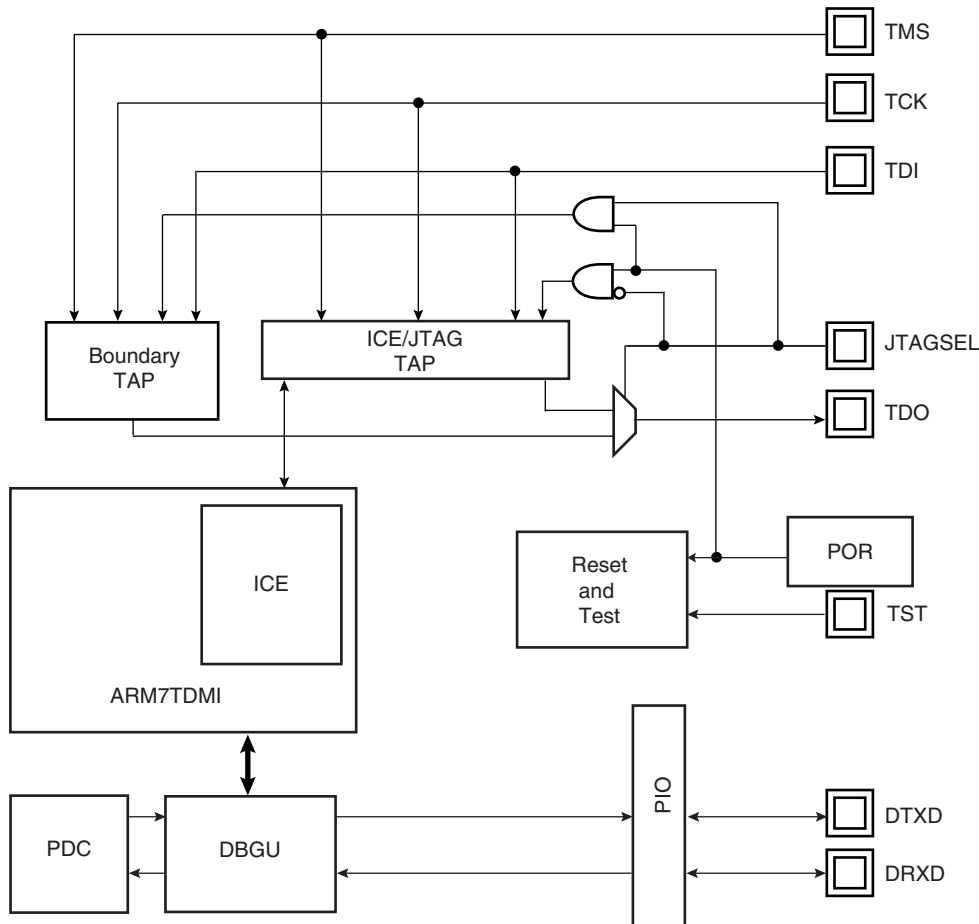 TMS
TCK
TDI
Boundary
TAP
ICE/JTAG
TAP
JTAGSEL
TDO
ICE
ARM7TDMI
Reset
and
Test
POR
TST
PDC
DBGU
PIO
DTXD
DRXD